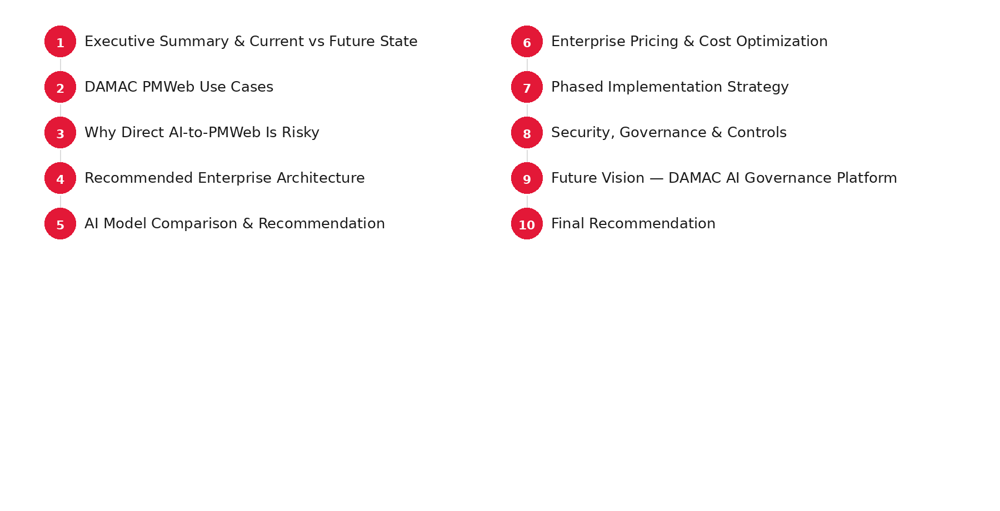 1 Executive Summary & Current vs Future State
2 DAMAC PMWeb Use Cases
3 Why Direct AI-to-PMWeb Is Risky
4 Recommended Enterprise Architecture
5 AI Model Comparison & Recommendation
6 Enterprise Pricing & Cost Optimization
7 Phased Implementation Strategy
8 Security, Governance & Controls
9 Future Vision — DAMAC AI Governance Platform
10 Final Recommendation